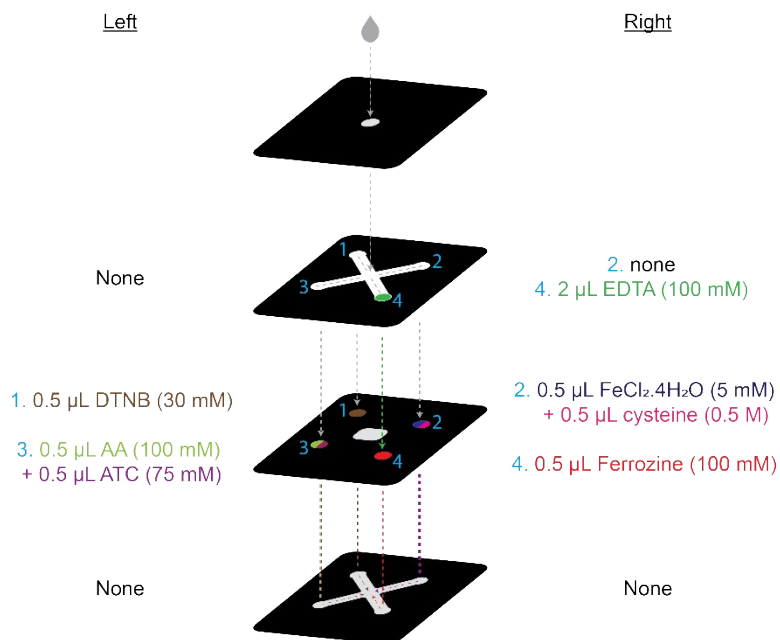 Left
Right
1
2
3
4
None
2. none
4. 2 µL EDTA (100 mM)
1. 0.5 µL DTNB (30 mM)
3. 0.5 µL AA (100 mM)
+ 0.5 µL ATC (75 mM)
1
2
3
4
2. 0.5 µL FeCl₂.4H₂O (5 mM)
+ 0.5 µL cysteine (0.5 M)
4. 0.5 µL Ferrozine (100 mM)
None
None